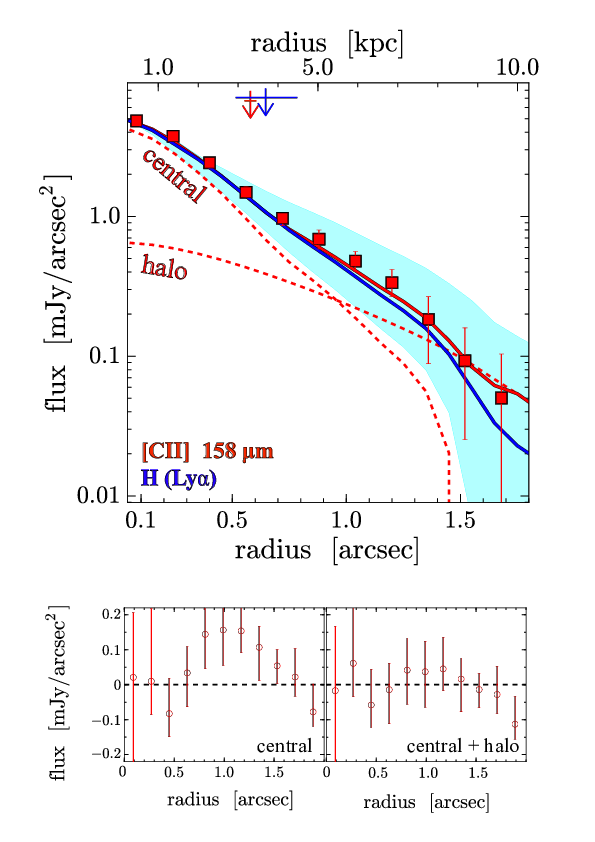 radius [kpc]
1.0 5.0 10.0
central
halo
flux [mJy/arcsec²]
1.0
0.1
0.01
[CII] 158 μm
H (Lyα)
0.1 0.5 1.0 1.5
radius [arcsec]
flux [mJy/arcsec²]
0.2
0.1
0
−0.1
−0.2
central
central + halo
0 0.5 1.0 1.5 0 0.5 1.0 1.5
radius [arcsec] radius [arcsec]